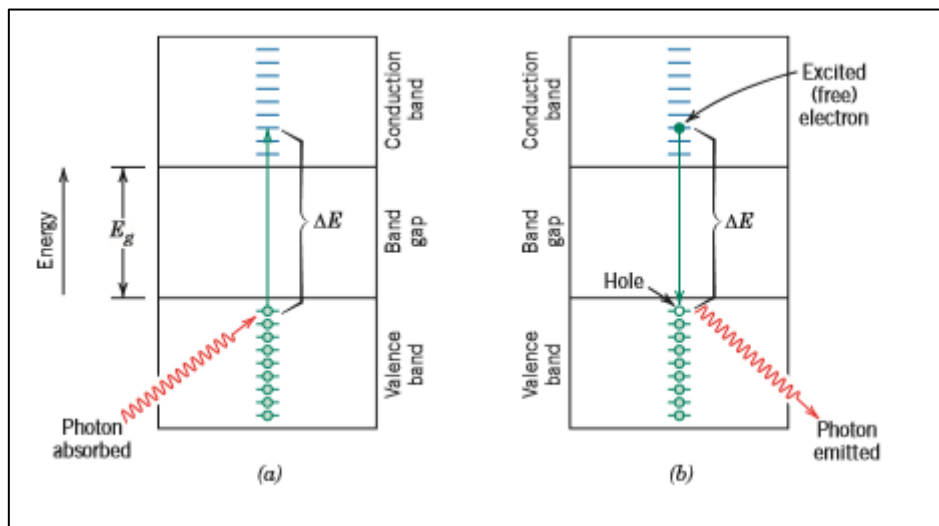 Energy
E_g
Conduction
band
Band
gap
Valence
band
ΔE
Photon
absorbed
(a)
Conduction
band
Band
gap
Valence
band
Excited
(free)
electron
ΔE
Hole
Photon
emitted
(b)